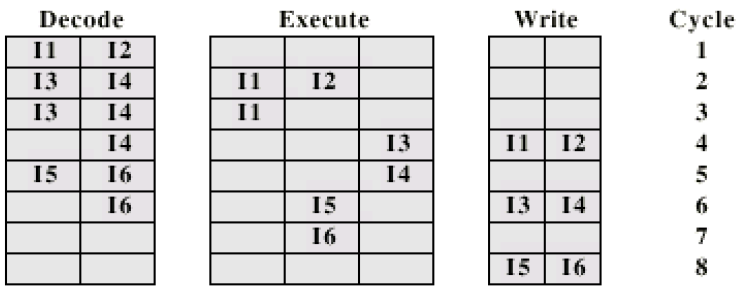 Decode Execute Write Cycle
I1 I2 1
I3 I4 I1 I2 2
I3 I4 I1 3
I4 I3 I1 I2 4
I5 I6 I4 5
I6 I5 I3 I4 6
I6 7
I5 I6 8